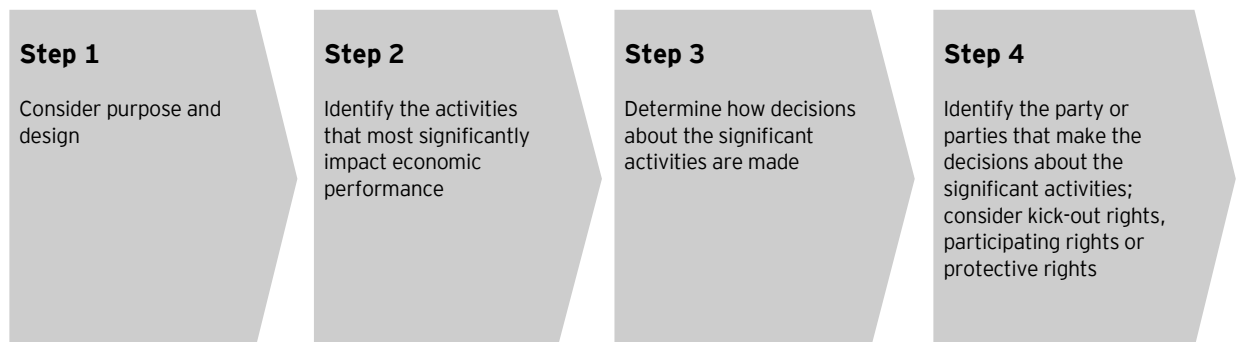 Step 1
Consider purpose and
design
Step 2
Identify the activities
that most significantly
impact economic
performance
Step 3
Determine how decisions
about the significant
activities are made
Step 4
Identify the party or
parties that make the
decisions about the
significant activities;
consider kick-out rights,
participating rights or
protective rights